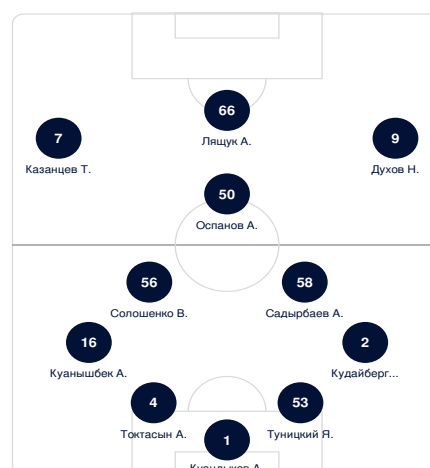 66
7
9
Лящук А.
Казанцев Т.
Духов Н.
50
Оспанов А.
56
58
Солошенко В.
Садырбаев А.
16
2
Куанышбек А.
Кудайберг...
4
53
Токтасын А.
Туницкий Я.
1